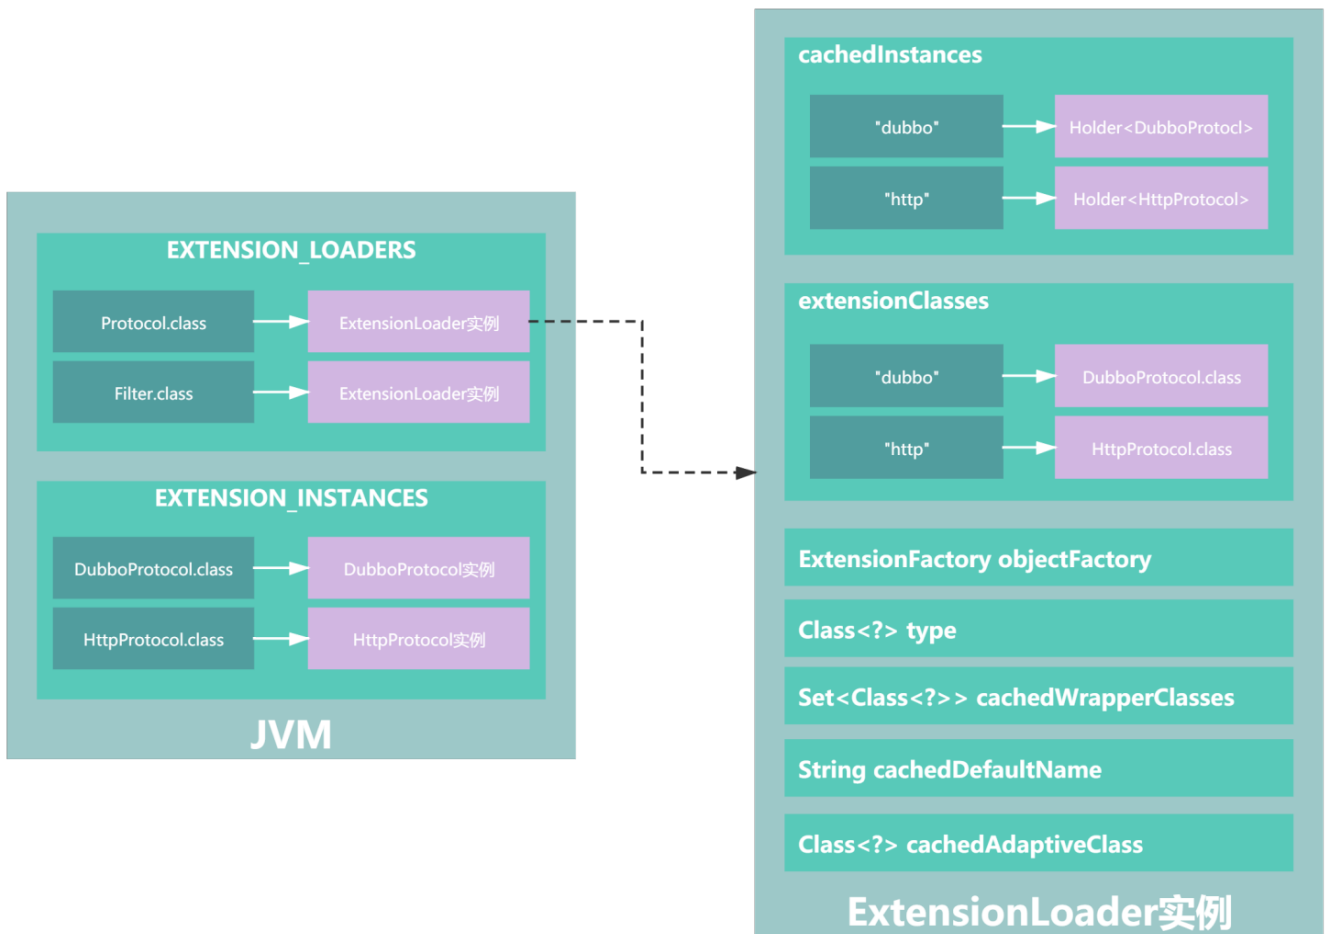 EXTENSION_LOADERS
Protocol.class
ExtensionLoader实例
Filter.class
ExtensionLoader实例
EXTENSION_INSTANCES
DubboProtocol.class
DubboProtocol实例
HttpProtocol.class
HttpProtocol实例
JVM
cachedInstances
"dubbo"
Holder<DubboProtocl>
"http"
Holder<HttpProtocol>
extensionClasses
"dubbo"
DubboProtocol.class
"http"
HttpProtocol.class
ExtensionFactory objectFactory
Class<?> type
Set<Class<?>> cachedWrapperClasses
String cachedDefaultName
Class<?> cachedAdaptiveClass
ExtensionLoader实例